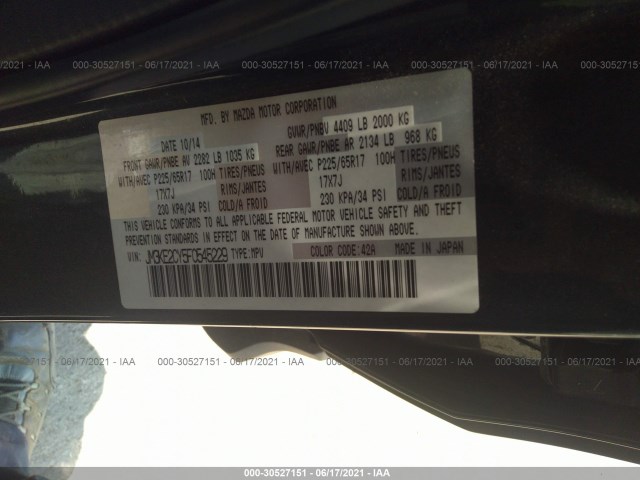 000-30527151 - 06/17/2021 - IAA
MFD. BY MAZDA MOTOR CORPORATION
DATE 10/14 GVWR/PNBV 4409 LB 2000 KG
FRONT GAWR/PNBE AV 2282 LB 1035 KG REAR GAWR/PNBE AR 2134 LB 968 KG
WITH/AVEC P225/65R17 100H TIRES/PNEUS WITH/AVEC P225/65R17 100H TIRES/PNEUS
17X7J RIMS/JANTES 17X7J RIMS/JANTES
230 KPA/34 PSI COLD/A FROID 230 KPA/34 PSI COLD/A FROID
THIS VEHICLE CONFORMS TO ALL APPLICABLE FEDERAL MOTOR VEHICLE SAFETY AND THEFT
PREVENTION STANDARDS IN EFFECT ON THE DATE OF MANUFACTURE SHOWN ABOVE.
VIN: JM3KE2CY5F0546229 TYPE:MPV COLOR CODE:42A MADE IN JAPAN
000-30527151 - 06/17/2021 - IAA
000-30527151 - 06/17/2021 - IAA